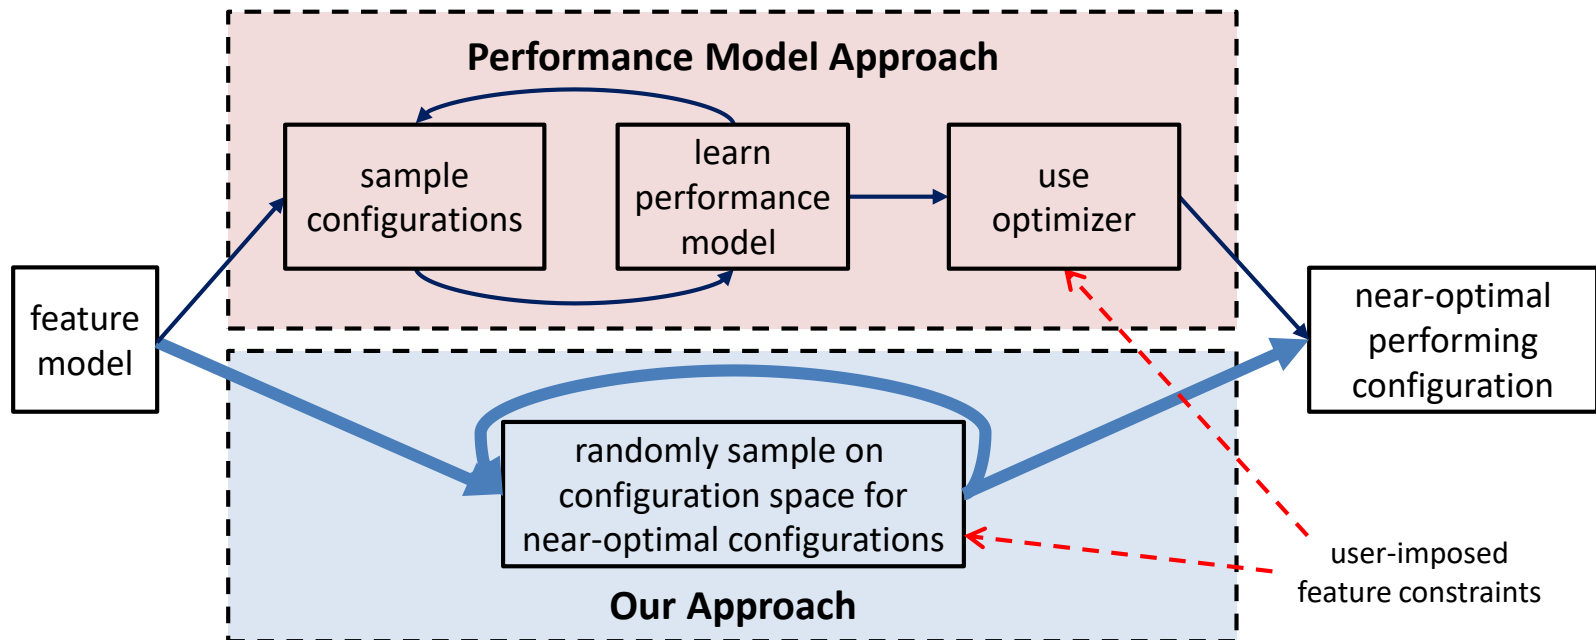 Performance Model Approach
sample
configurations
learn
performance
model
use
optimizer
feature
model
near-optimal
performing
configuration
randomly sample on
configuration space for
near-optimal configurations
user-imposed
feature constraints
Our Approach